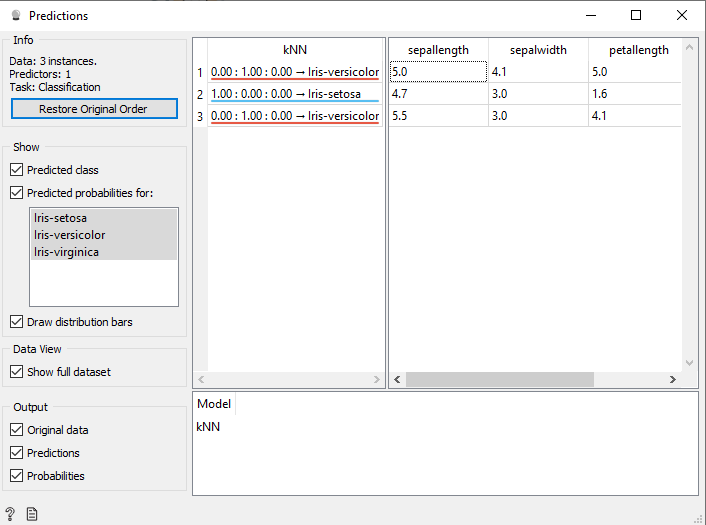 Predictions
Info
Data: 3 instances.
Predictors: 1
Task: Classification
Restore Original Order
Show
Predicted class
Predicted probabilities for:
Iris-setosa
Iris-versicolor
Iris-virginica
Draw distribution bars
Data View
Show full dataset
Output
Original data
Predictions
Probabilities
kNN
1 0.00 : 1.00 : 0.00 → Iris-versicolor
2 1.00 : 0.00 : 0.00 → Iris-setosa
3 0.00 : 1.00 : 0.00 → Iris-versicolor
sepallength sepalwidth petallength
5.0 4.1 5.0
4.7 3.0 1.6
5.5 3.0 4.1
Model
kNN